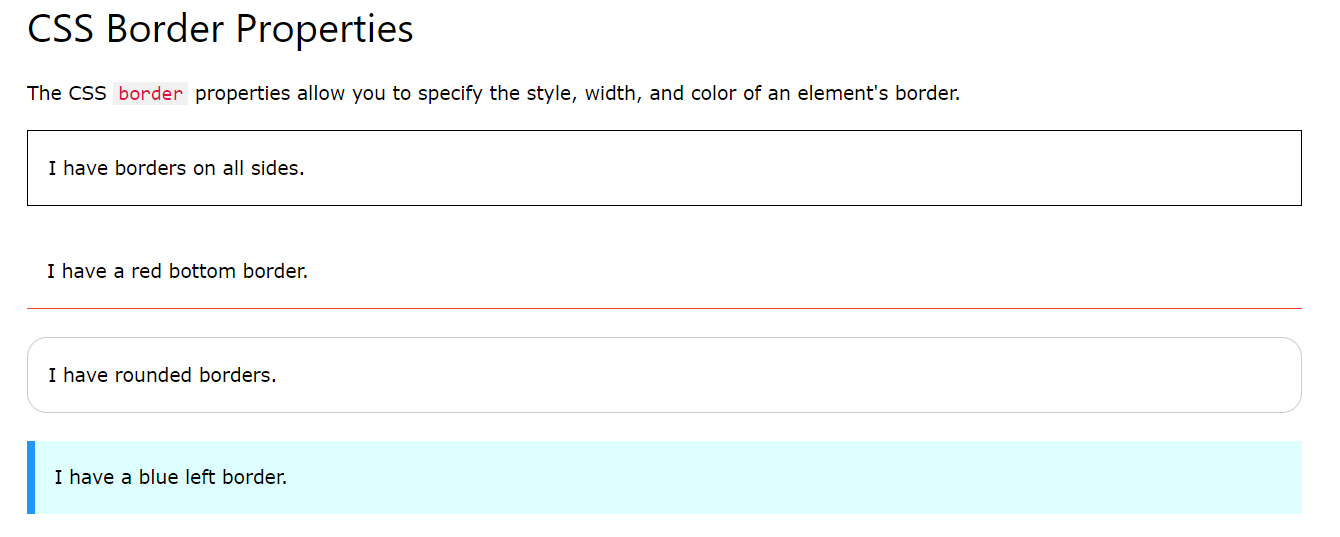 CSS Border Properties
The CSS border properties allow you to specify the style, width, and color of an element's border.
I have borders on all sides.
I have a red bottom border.
I have rounded borders.
I have a blue left border.